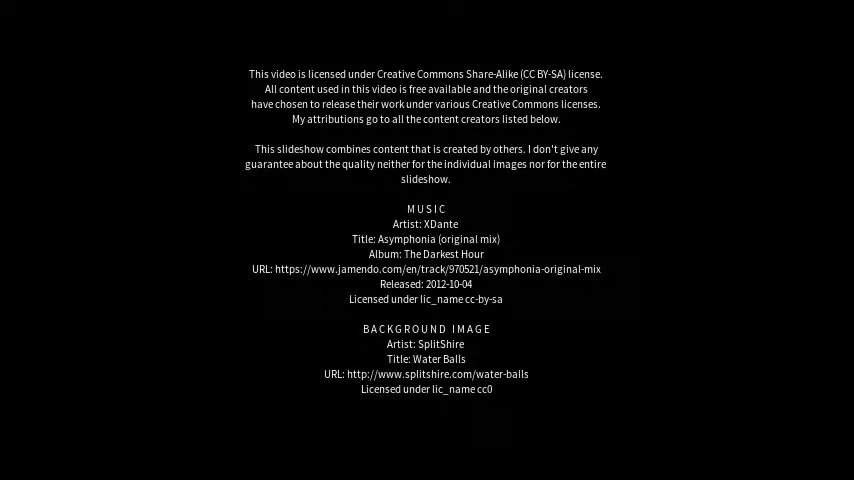 This video is licensed under Creative Commons Share-Alike (CC BY-SA) license.
All content used in this video is free available and the original creators
have chosen to release their work under various Creative Commons licenses.
My attributions go to all the content creators listed below.
This slideshow combines content that is created by others. I don't give any
guarantee about the quality neither for the individual images nor for the entire
slideshow.
MUSIC
Artist: XDante
Title: Asymphonia (original mix)
Album: The Darkest Hour
URL: https://www.jamendo.com/en/track/970521/asymphonia-original-mix
Released: 2012-10-04
Licensed under lic_name cc-by-sa
BACKGROUND IMAGE
Artist: SplitShire
Title: Water Balls
URL: http://www.splitshire.com/water-balls
Licensed under lic_name cc0